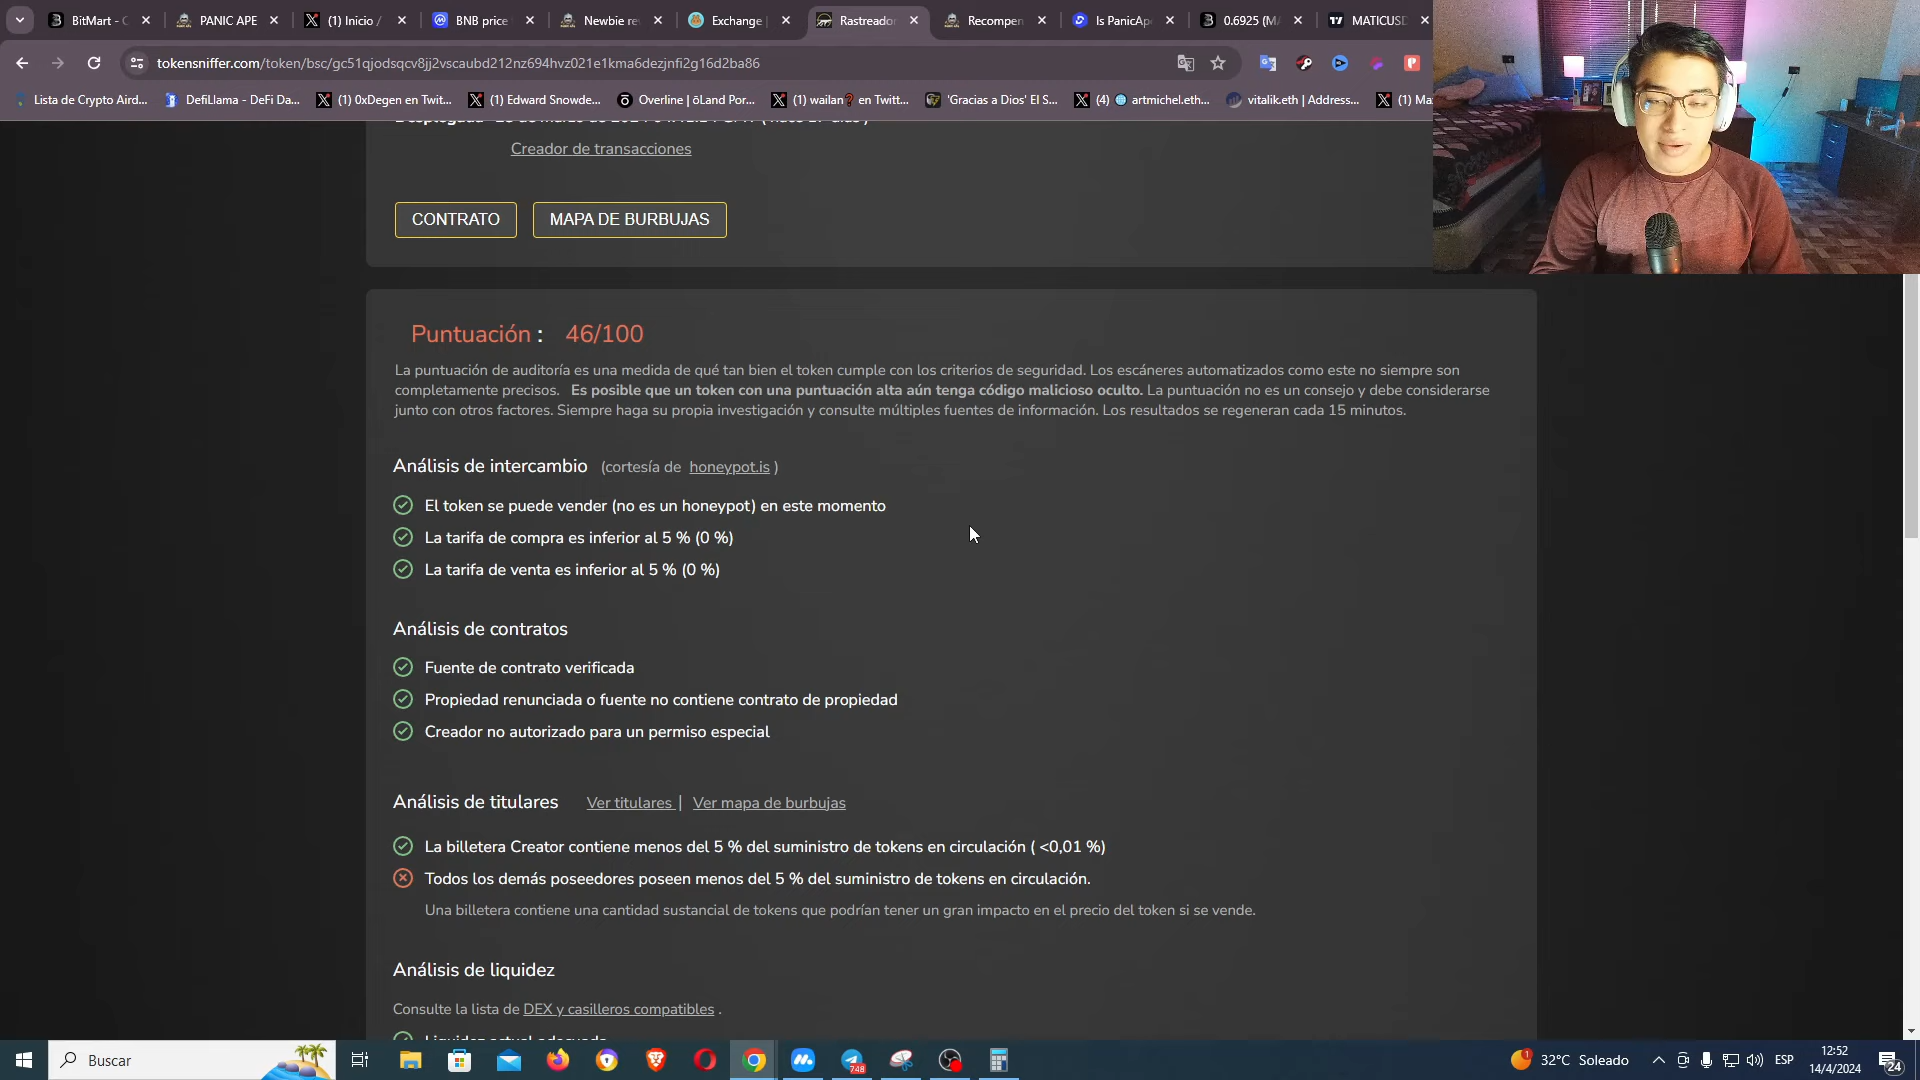 BitMart - C
PANIC APE
(1) Inicio /
BNB price
Newbie re
Exchange |
Rastreador
Recompen
Is PanicAp
0.6925 (MA
MATICUSD
tokensniffer.com/token/bsc/gc51qjodsqcv8jj2vscaubd212nz694hvz021e1kma6dezjnfi2g16d2ba86
Lista de Crypto Aird...
DefiLlama - DeFi Da...
(1) 0xDegen en Twit...
(1) Edward Snowde...
Overline | ōLand Por...
(1) wailan❓ en Twitt...
'Gracias a Dios' El S...
(4) 🌐 artmichel.eth...
vitalik.eth | Address...
Creador de transacciones
CONTRATO
MAPA DE BURBUJAS
Puntuación : 46/100
La puntuación de auditoría es una medida de qué tan bien el token cumple con los criterios de seguridad. Los escáneres automatizados como este no siempre son
completamente precisos. Es posible que un token con una puntuación alta aún tenga código malicioso oculto. La puntuación no es un consejo y debe considerarse
junto con otros factores. Siempre haga su propia investigación y consulte múltiples fuentes de información. Los resultados se regeneran cada 15 minutos.
Análisis de intercambio (cortesía de honeypot.is )
El token se puede vender (no es un honeypot) en este momento
La tarifa de compra es inferior al 5 % (0 %)
La tarifa de venta es inferior al 5 % (0 %)
Análisis de contratos
Fuente de contrato verificada
Propiedad renunciada o fuente no contiene contrato de propiedad
Creador no autorizado para un permiso especial
Análisis de titulares Ver titulares | Ver mapa de burbujas
La billetera Creator contiene menos del 5 % del suministro de tokens en circulación ( <0,01 %)
Todos los demás poseedores poseen menos del 5 % del suministro de tokens en circulación.
Una billetera contiene una cantidad sustancial de tokens que podrían tener un gran impacto en el precio del token si se vende.
Análisis de liquidez
Consulte la lista de DEX y casilleros compatibles .
Liquidez actual adecuada
Buscar
748
1
32°C Soleado
ESP
12:52
14/4/2024
24